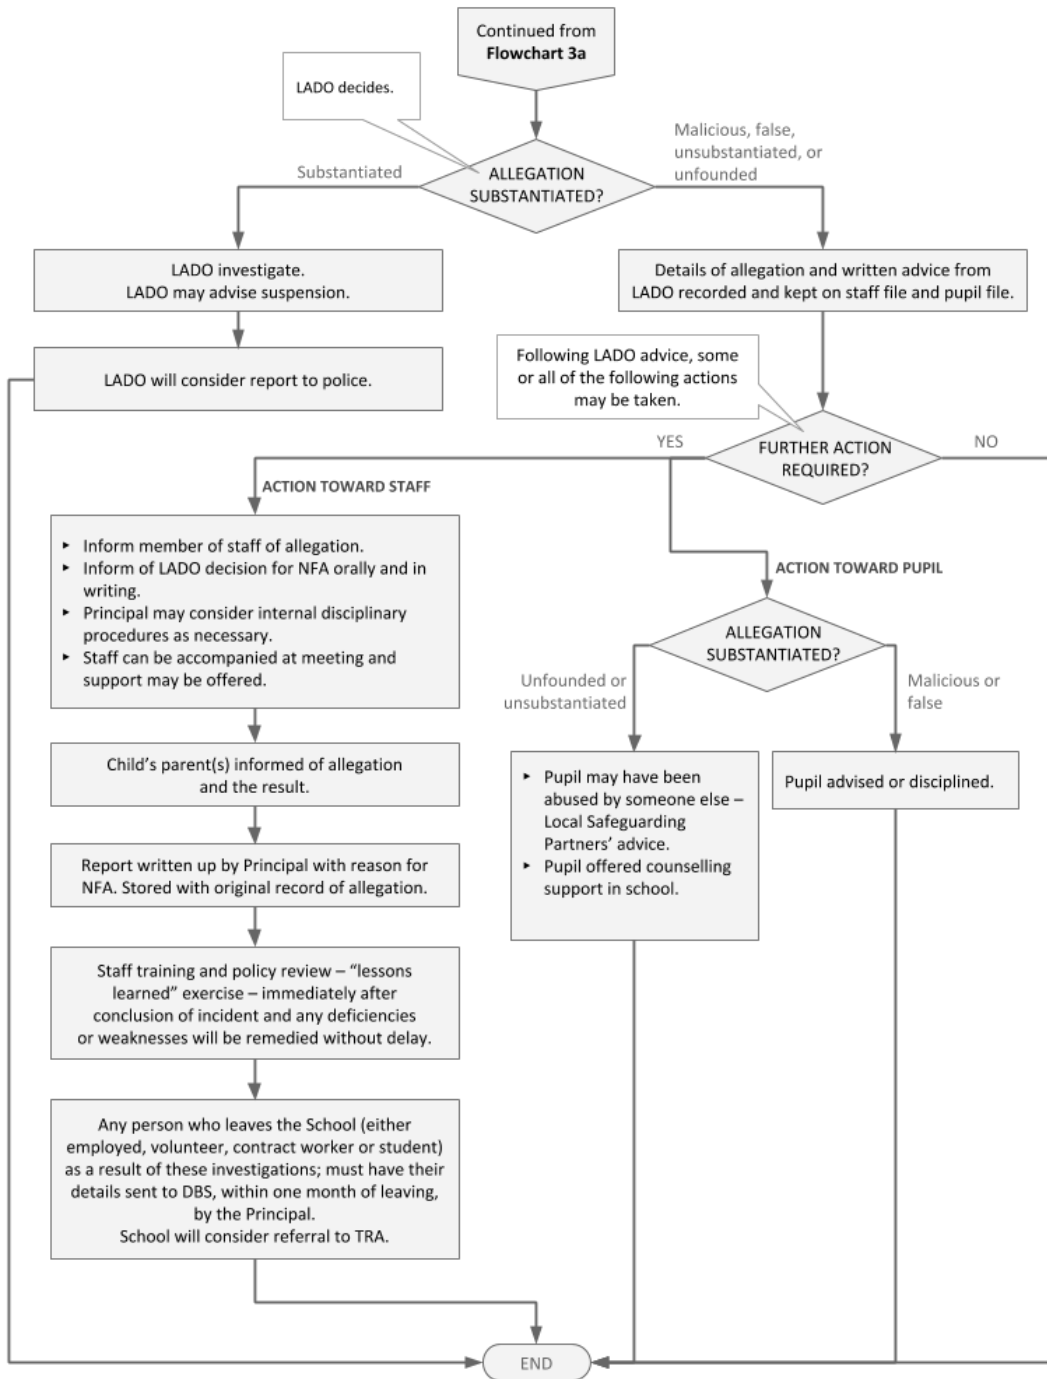 Continued from
Flowchart 3a
LADO decides.
Malicious, false,
unsubstantiated, or
unfounded
Substantiated
ALLEGATION
SUBSTANTIATED?
LADO investigate.
LADO may advise suspension.
Details of allegation and written advice from
LADO recorded and kept on staff file and pupil file.
LADO will consider report to police.
Following LADO advice, some
or all of the following actions
may be taken.
YES
FURTHER ACTION
REQUIRED?
NO
ACTION TOWARD STAFF
▸ Inform member of staff of allegation.
▸ Inform of LADO decision for NFA orally and in
writing.
▸ Principal may consider internal disciplinary
procedures as necessary.
▸ Staff can be accompanied at meeting and
support may be offered.
ACTION TOWARD PUPIL
ALLEGATION
SUBSTANTIATED?
Unfounded or
unsubstantiated
Malicious or
false
Child’s parent(s) informed of allegation
and the result.
▸ Pupil may have been
abused by someone else –
Local Safeguarding
Partners’ advice.
▸ Pupil offered counselling
support in school.
Pupil advised or disciplined.
Report written up by Principal with reason for
NFA. Stored with original record of allegation.
Staff training and policy review – “lessons
learned” exercise – immediately after
conclusion of incident and any deficiencies
or weaknesses will be remedied without delay.
Any person who leaves the School (either
employed, volunteer, contract worker or student)
as a result of these investigations; must have their
details sent to DBS, within one month of leaving,
by the Principal.
School will consider referral to TRA.
END